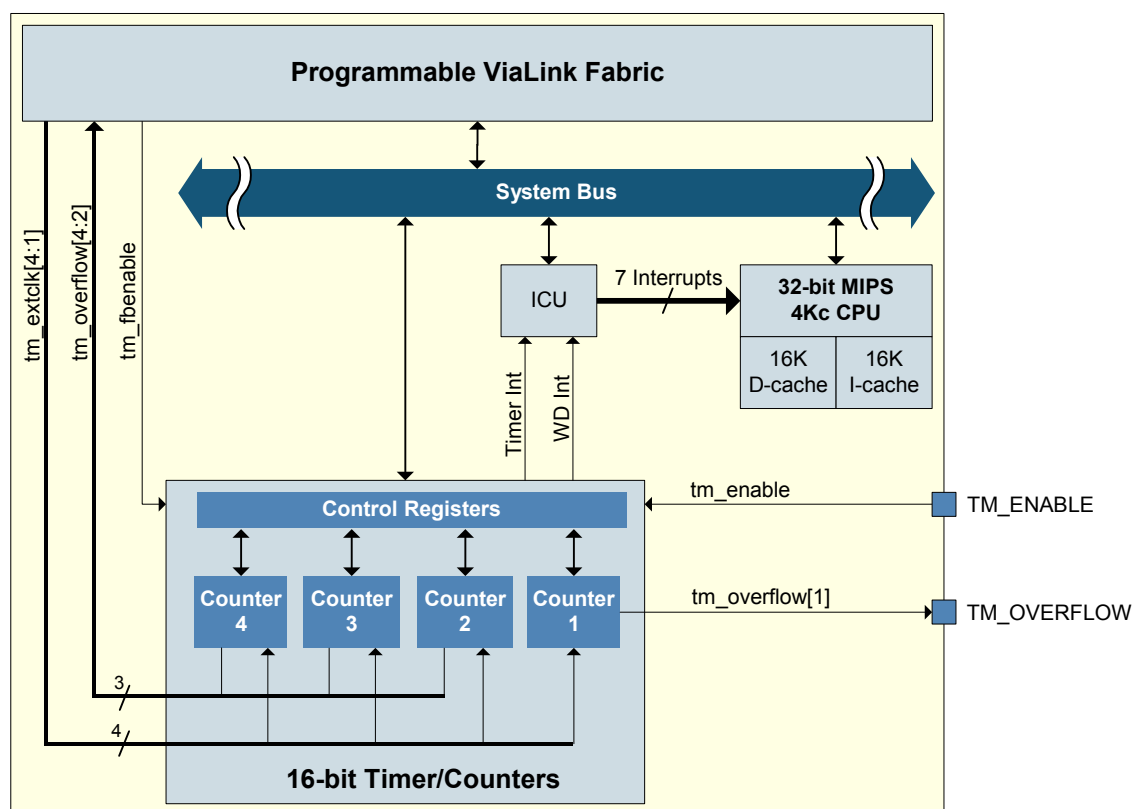 Programmable ViaLink Fabric
System Bus
tm_extclk[4:1]
tm_overflow[4:2]
tm_fbenable
ICU
7 Interrupts
32-bit MIPS
4Kc CPU
16K
D-cache
16K
I-cache
Timer Int
WD Int
tm_enable
TM_ENABLE
Control Registers
Counter
4
Counter
3
Counter
2
Counter
1
tm_overflow[1]
TM_OVERFLOW
3
4
16-bit Timer/Counters